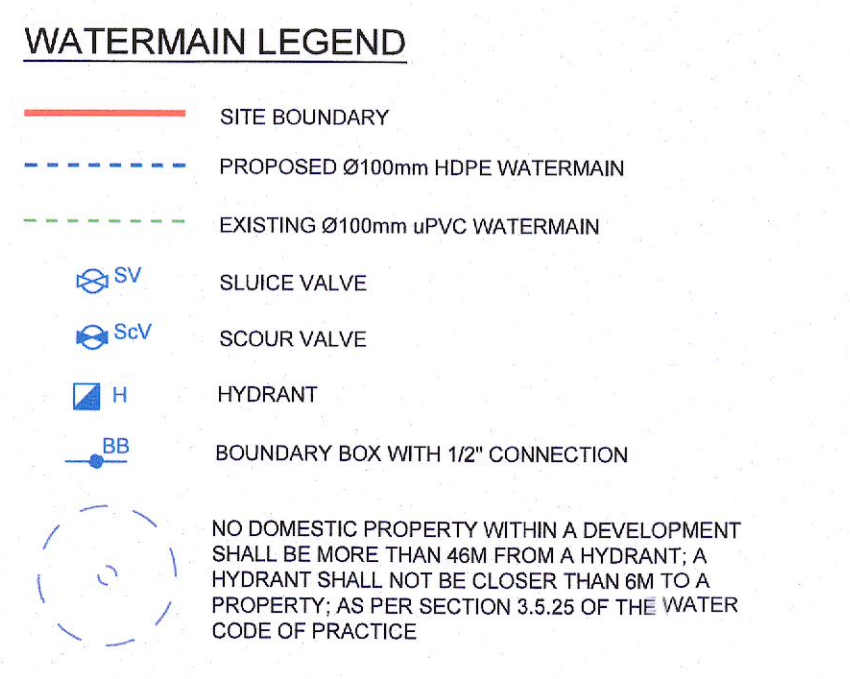 WATERMAIN LEGEND
SITE BOUNDARY
PROPOSED Ø100mm HDPE WATERMAIN
EXISTING Ø100mm uPVC WATERMAIN
SV SLUICE VALVE
ScV SCOUR VALVE
H HYDRANT
BB BOUNDARY BOX WITH 1/2" CONNECTION
NO DOMESTIC PROPERTY WITHIN A DEVELOPMENT
SHALL BE MORE THAN 46M FROM A HYDRANT; A
HYDRANT SHALL NOT BE CLOSER THAN 6M TO A
PROPERTY; AS PER SECTION 3.5.25 OF THE WATER
CODE OF PRACTICE